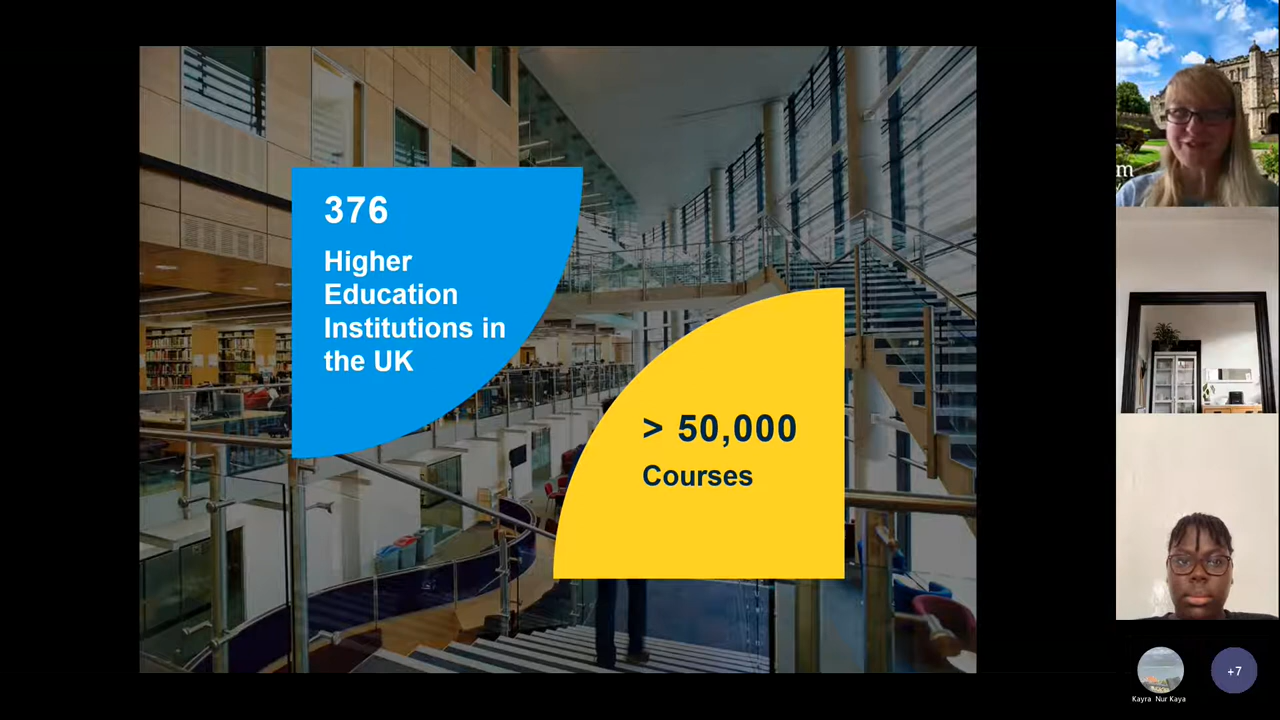 376
Higher
Education
Institutions in
the UK
> 50,000
Courses
m
Kayra Nur Kaya
+7